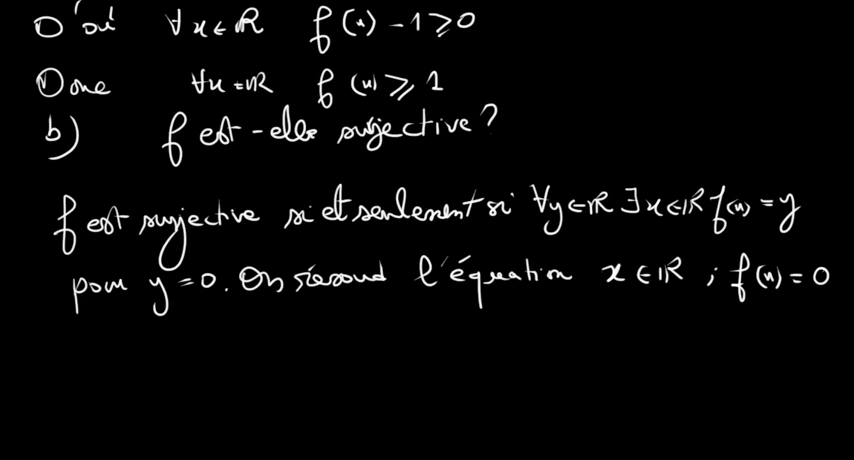 D'où ∀x∈ℝ f(x) - 1 ⩾ 0
Donc ∀x∈ℝ f(x) ⩾ 1
b) f est-elle surjective?
f est surjective si et seulement si ∀y∈ℝ ∃x∈ℝ f(x) = y
pour y = 0. On résoud l'équation x∈ℝ ; f(x) = 0